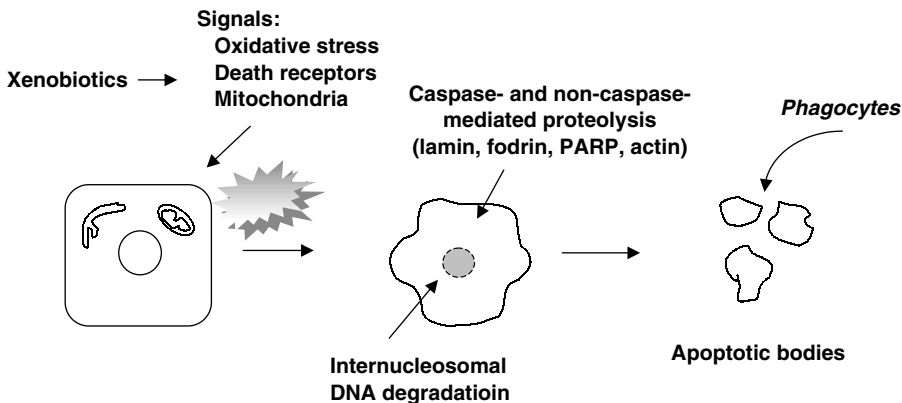 Signals:
Oxidative stress
Death receptors
Mitochondria
Xenobiotics
Caspase- and non-caspase-
mediated proteolysis
(lamin, fodrin, PARP, actin)
Phagocytes
Internucleosomal
DNA degradatioin
Apoptotic bodies